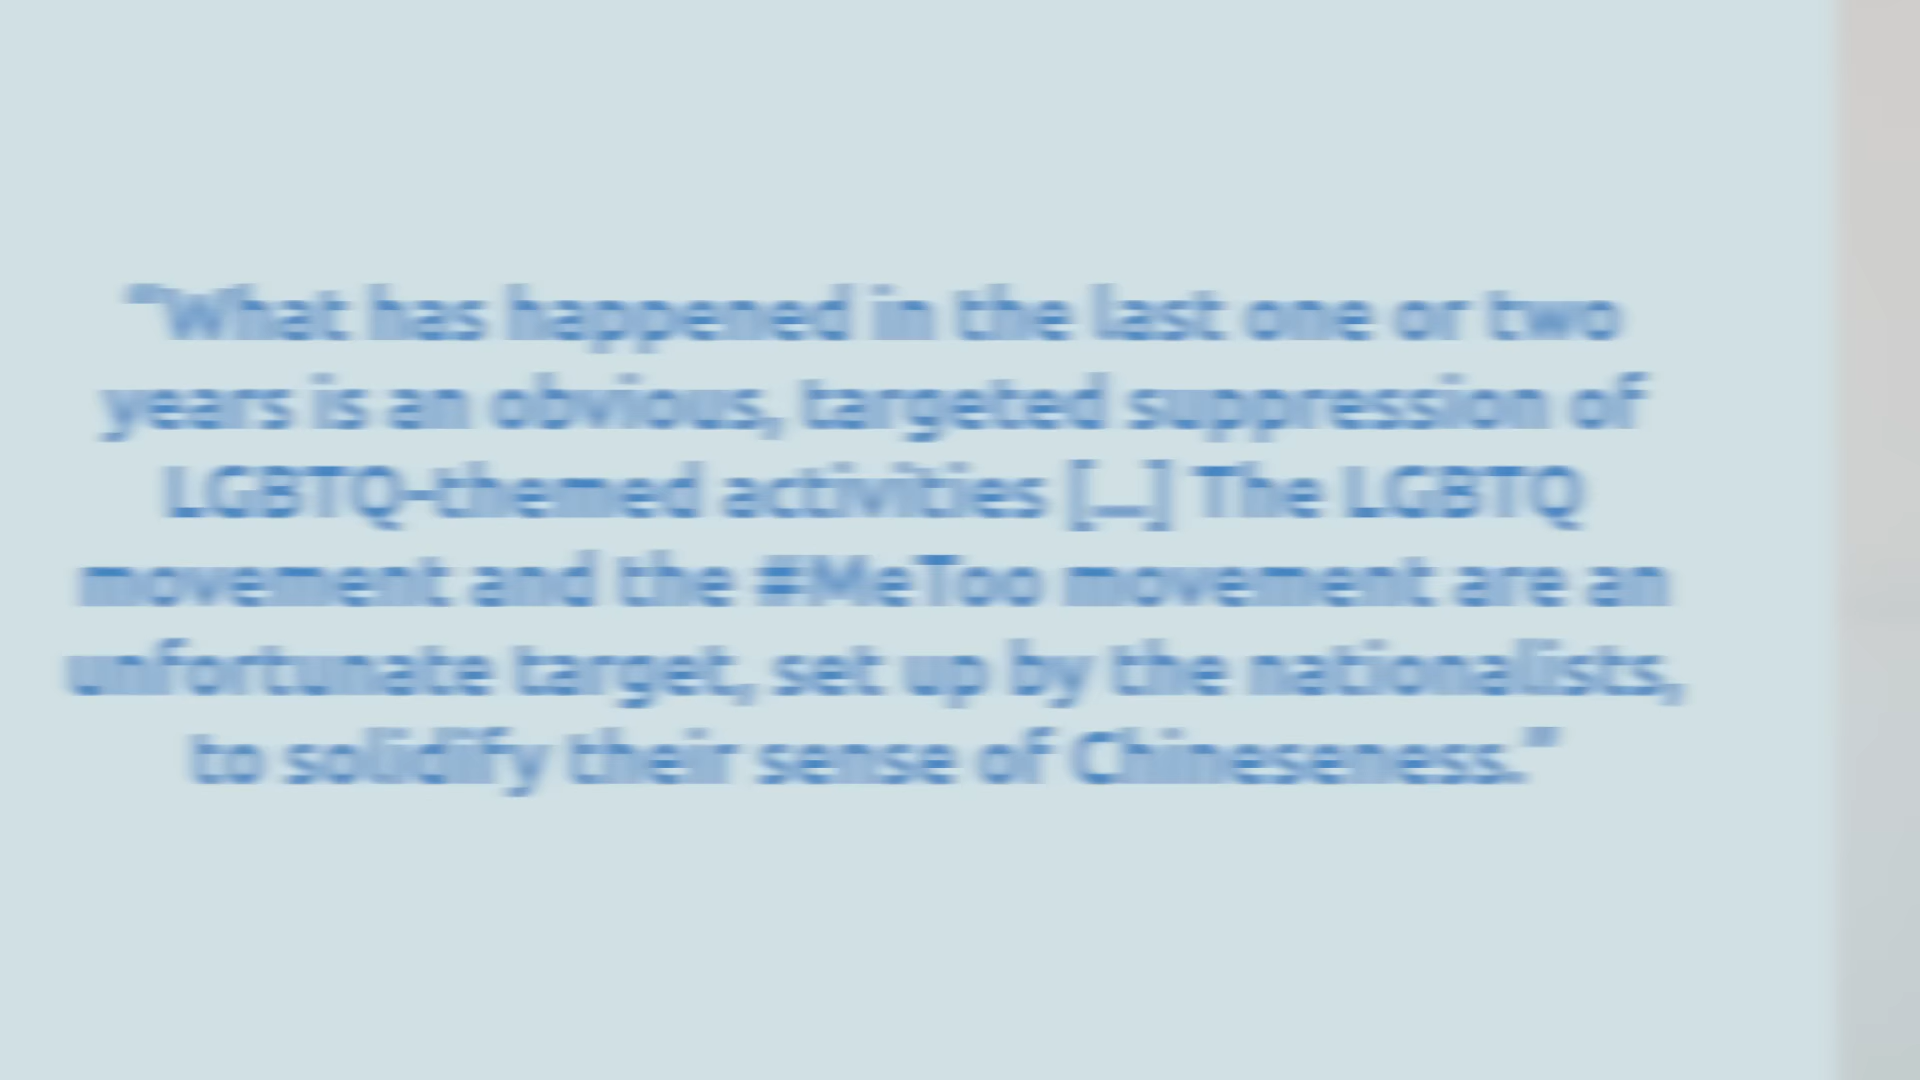 "What has happened in the last one or two
years is an obvious, targeted suppression of
LGBTQ-themed activities [...] The LGBTQ
movement and the #MeToo movement are an
unfortunate target, set up by the nationalists,
to solidify their sense of Chineseness."